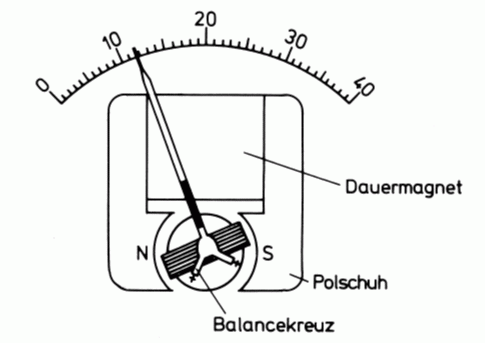 0 10 20 30 40
Dauermagnet
N S
Polschuh
Balancekreuz